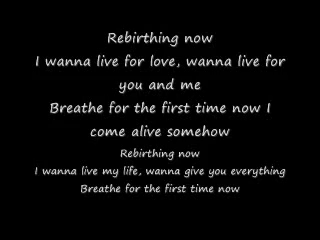 Rebirthing now
I wanna live for love, wanna live for
you and me
Breathe for the first time now I
come alive somehow
Rebirthing now
I wanna live my life, wanna give you everything
Breathe for the first time now